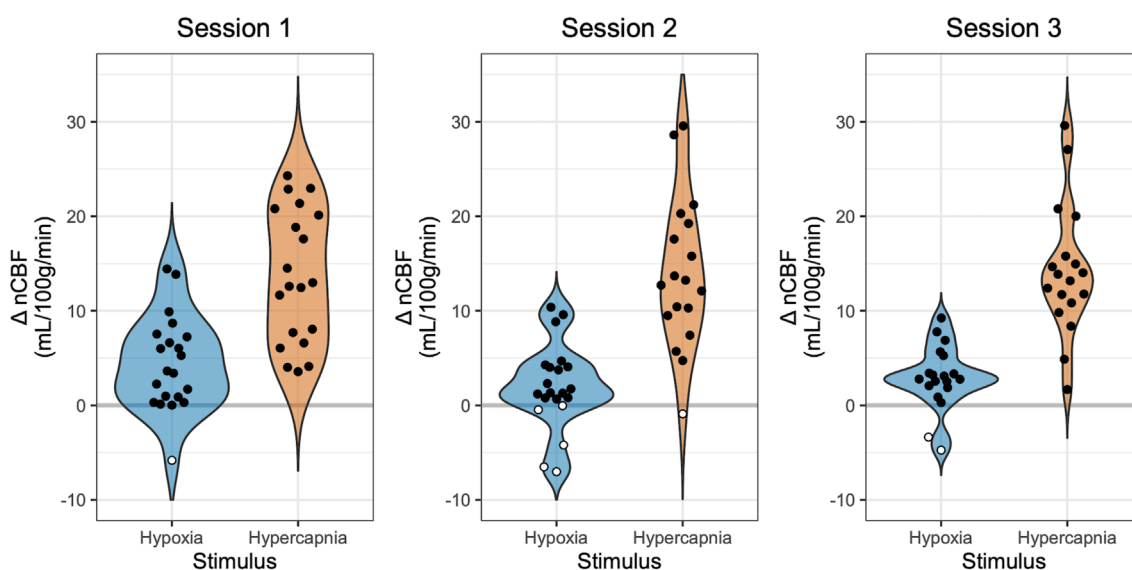 Session 1
Δ nCBF
(mL/100g/min)
30
20
10
0
-10
Hypoxia
Hypercapnia
Stimulus
Session 2
Δ nCBF
(mL/100g/min)
30
20
10
0
-10
Hypoxia
Hypercapnia
Stimulus
Session 3
Δ nCBF
(mL/100g/min)
30
20
10
0
-10
Hypoxia
Hypercapnia
Stimulus